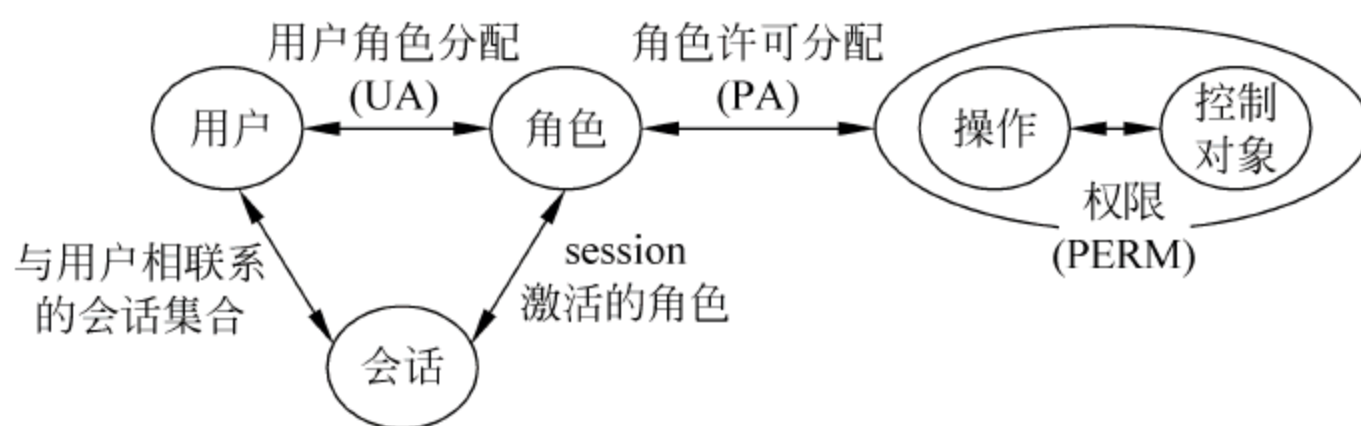 用户角色分配
(UA)
角色许可分配
(PA)
用户
角色
操作
控制
对象
权限
(PERM)
与用户相联系
的会话集合
session
激活的角色
会话